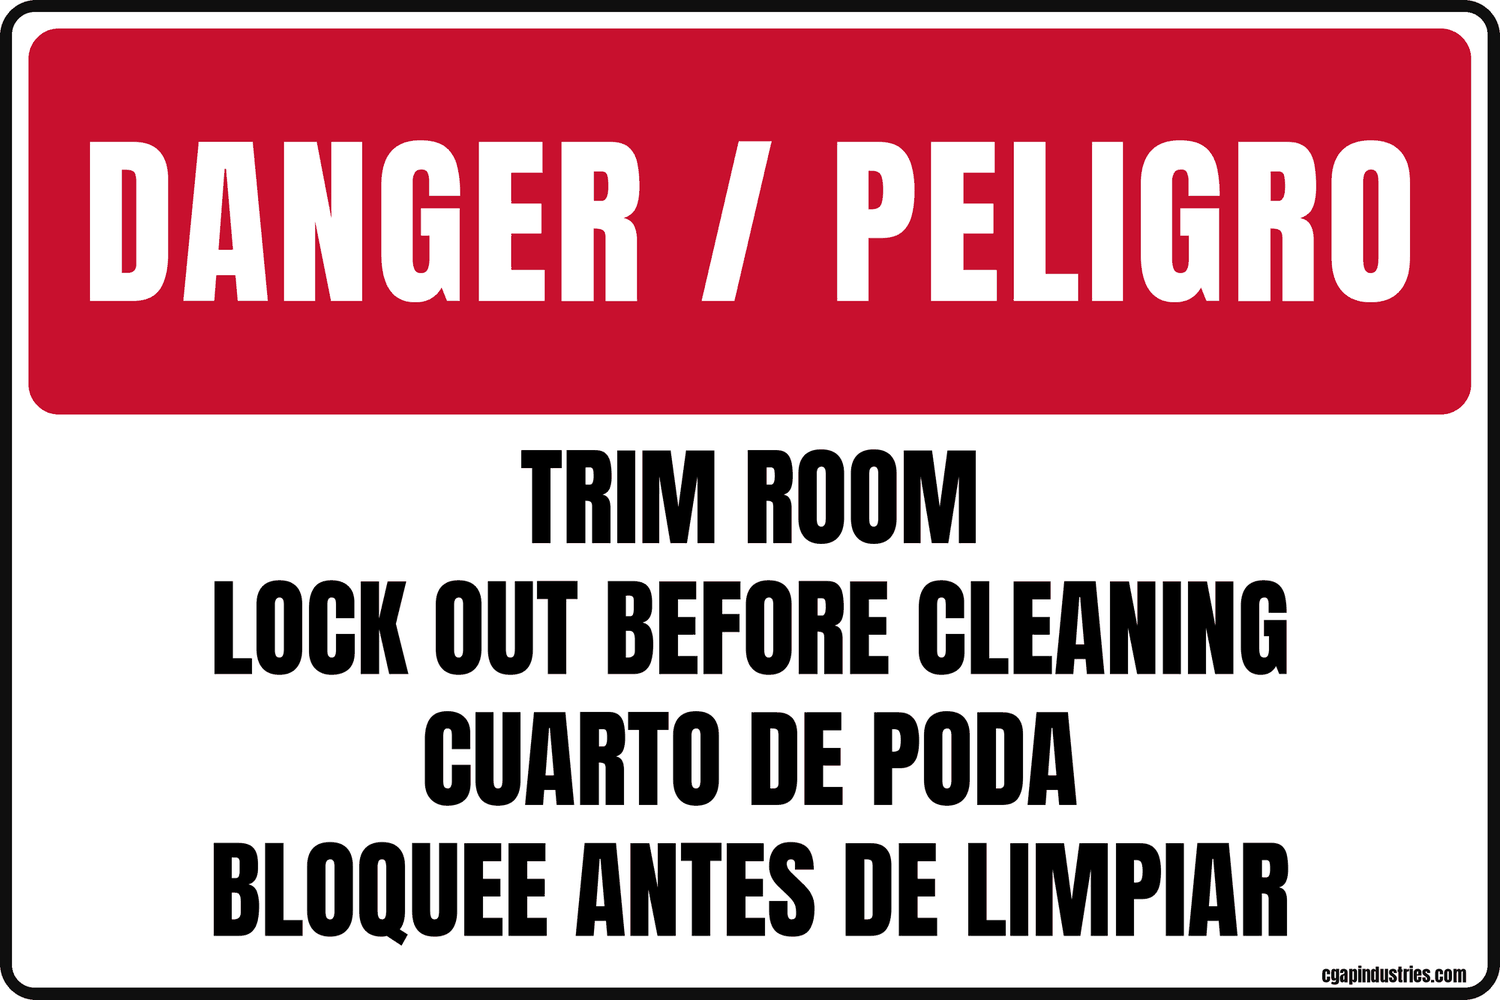 DANGER / PELIGRO
TRIM ROOM
LOCK OUT BEFORE CLEANING
CUARTO DE PODA
BLOQUEE ANTES DE LIMPIAR
cgapindustries.com